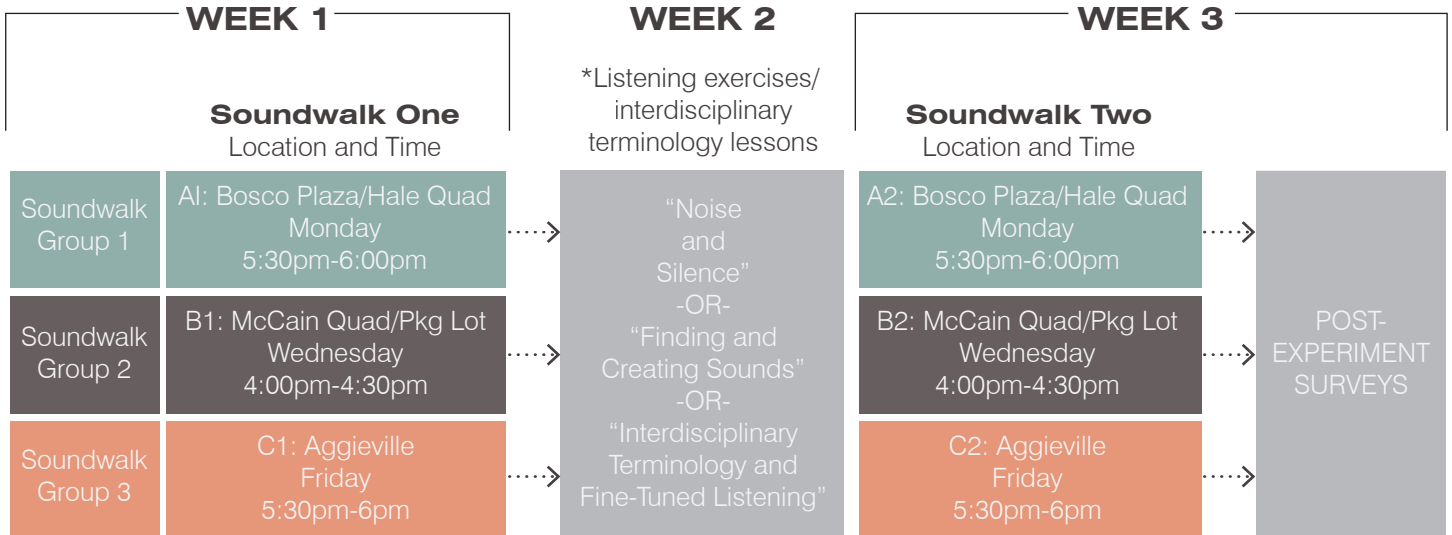 WEEK 1
Soundwalk One
Location and Time
Soundwalk
Group 1
AI: Bosco Plaza/Hale Quad
Monday
5:30pm-6:00pm
Soundwalk
Group 2
B1: McCain Quad/Pkg Lot
Wednesday
4:00pm-4:30pm
Soundwalk
Group 3
C1: Aggieville
Friday
5:30pm-6pm
WEEK 2
*Listening exercises/
interdisciplinary
terminology lessons
“Noise
and
Silence”
-OR-
“Finding and
Creating Sounds”
-OR-
“Interdisciplinary
Terminology and
Fine-Tuned Listening”
WEEK 3
Soundwalk Two
Location and Time
A2: Bosco Plaza/Hale Quad
Monday
5:30pm-6:00pm
B2: McCain Quad/Pkg Lot
Wednesday
4:00pm-4:30pm
C2: Aggieville
Friday
5:30pm-6pm
POST-
EXPERIMENT
SURVEYS